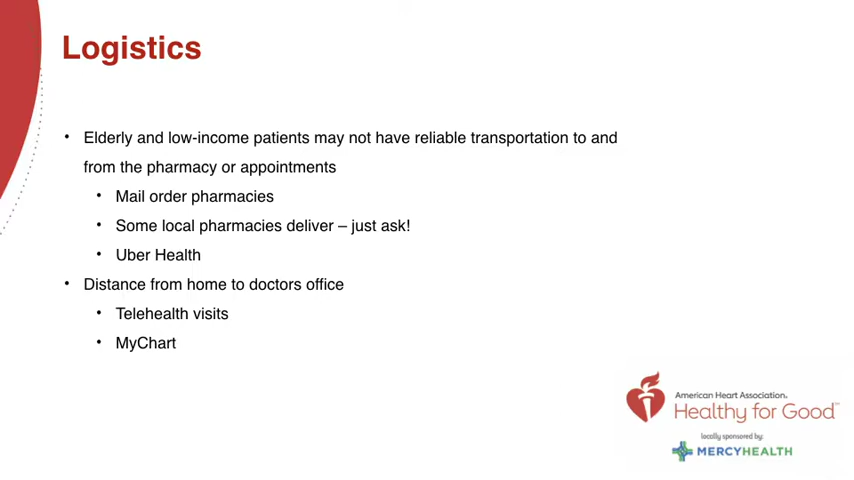 Logistics
• Elderly and low-income patients may not have reliable transportation to and
from the pharmacy or appointments
• Mail order pharmacies
• Some local pharmacies deliver – just ask!
• Uber Health
• Distance from home to doctors office
• Telehealth visits
• MyChart
American Heart Association®
Healthy for Good™
locally sponsored by:
MERCYHEALTH